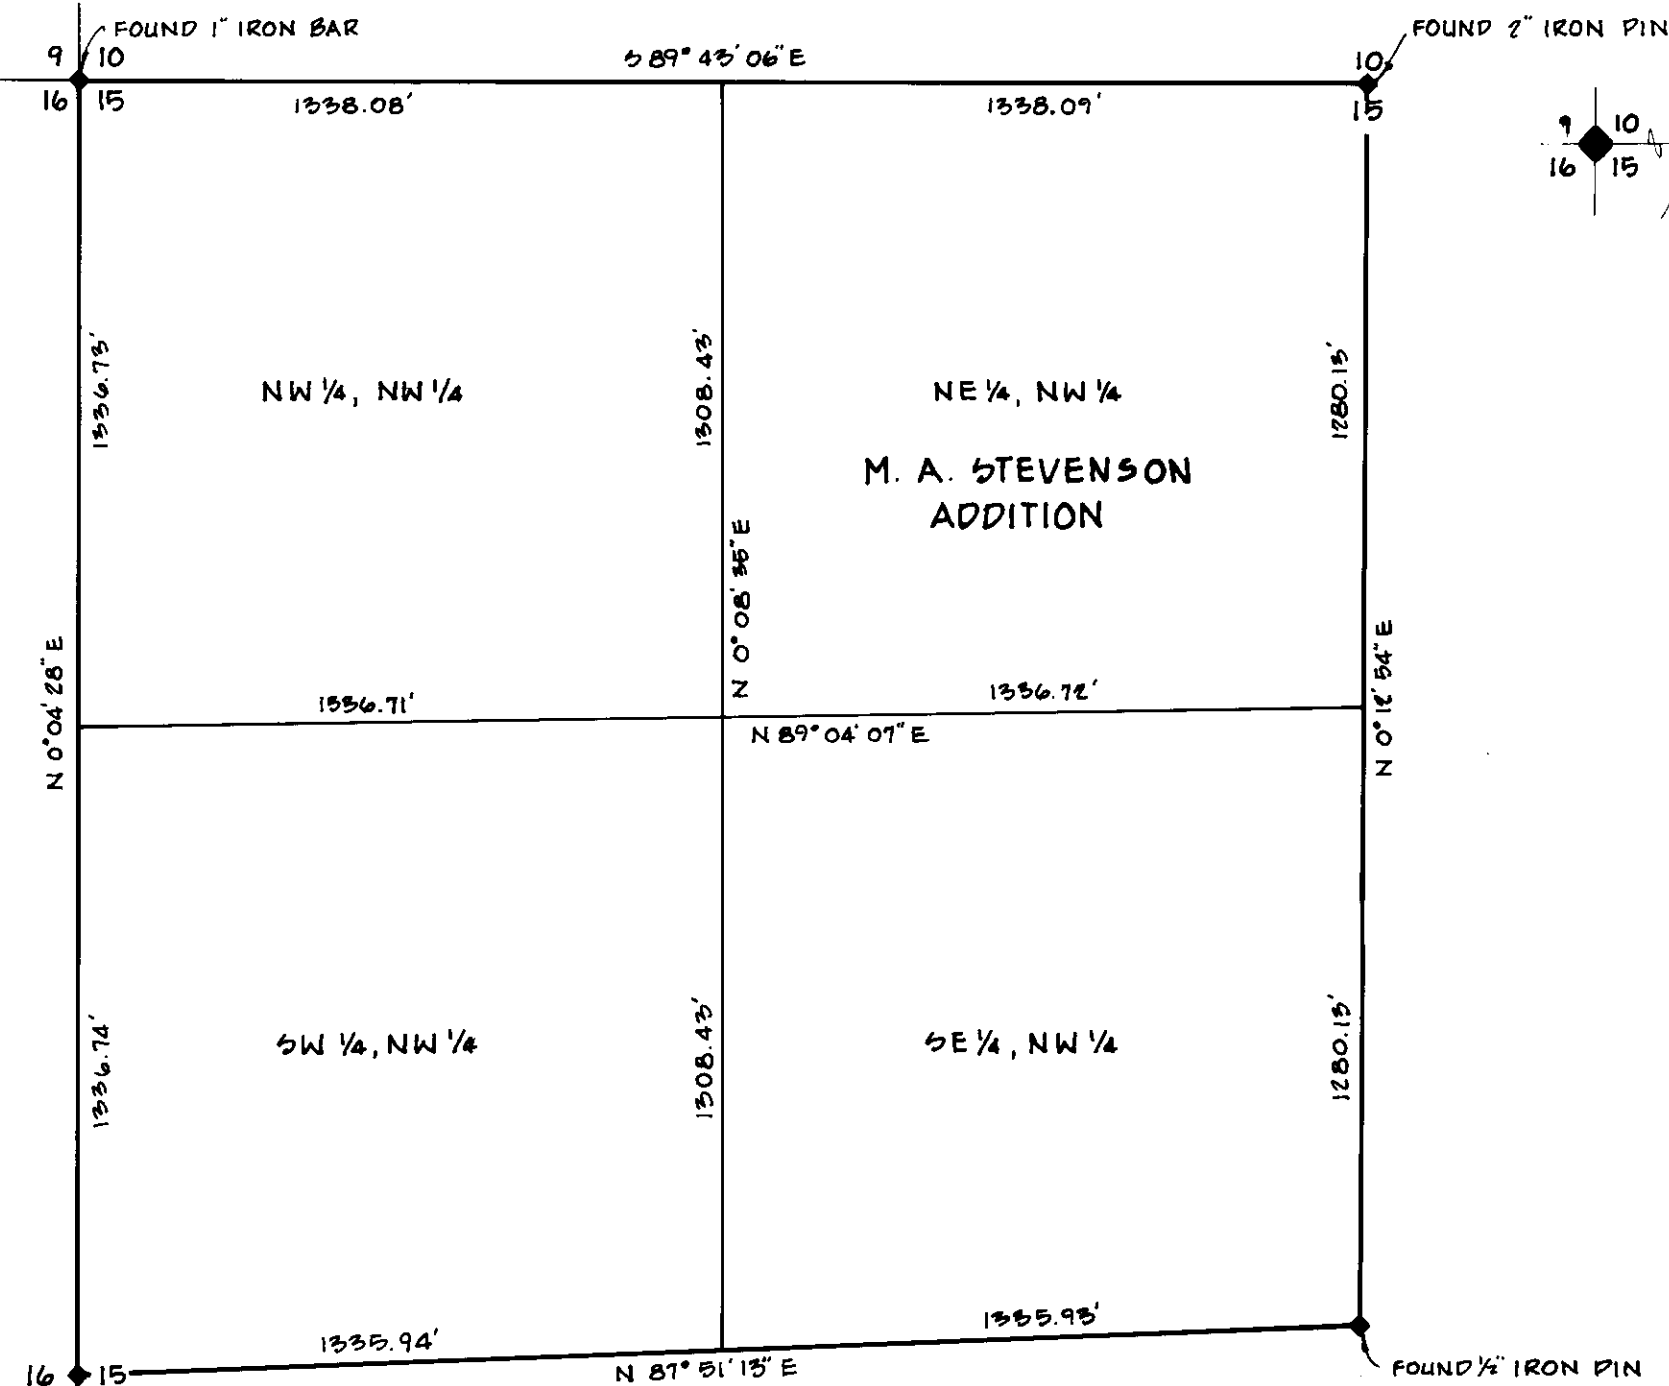 FOUND 1" IRON BAR
FOUND 2" IRON PIN
9 10
S 89° 43' 06" E
10
16 15
1338.08'
1338.09'
15
9 10
16 15
1336.73'
1308.43'
1280.13'
NW 1/4, NW 1/4
NE 1/4, NW 1/4
M. A. STEVENSON
ADDITION
N 0° 08' 35" E
N 0° 04' 28" E
N 0° 12' 54" E
1336.71'
1336.72'
N 89° 04' 07" E
1336.74'
1308.43'
1280.13'
SW 1/4, NW 1/4
SE 1/4, NW 1/4
1335.94'
1335.93'
16 15
N 87° 51' 13" E
FOUND 1/2" IRON PIN